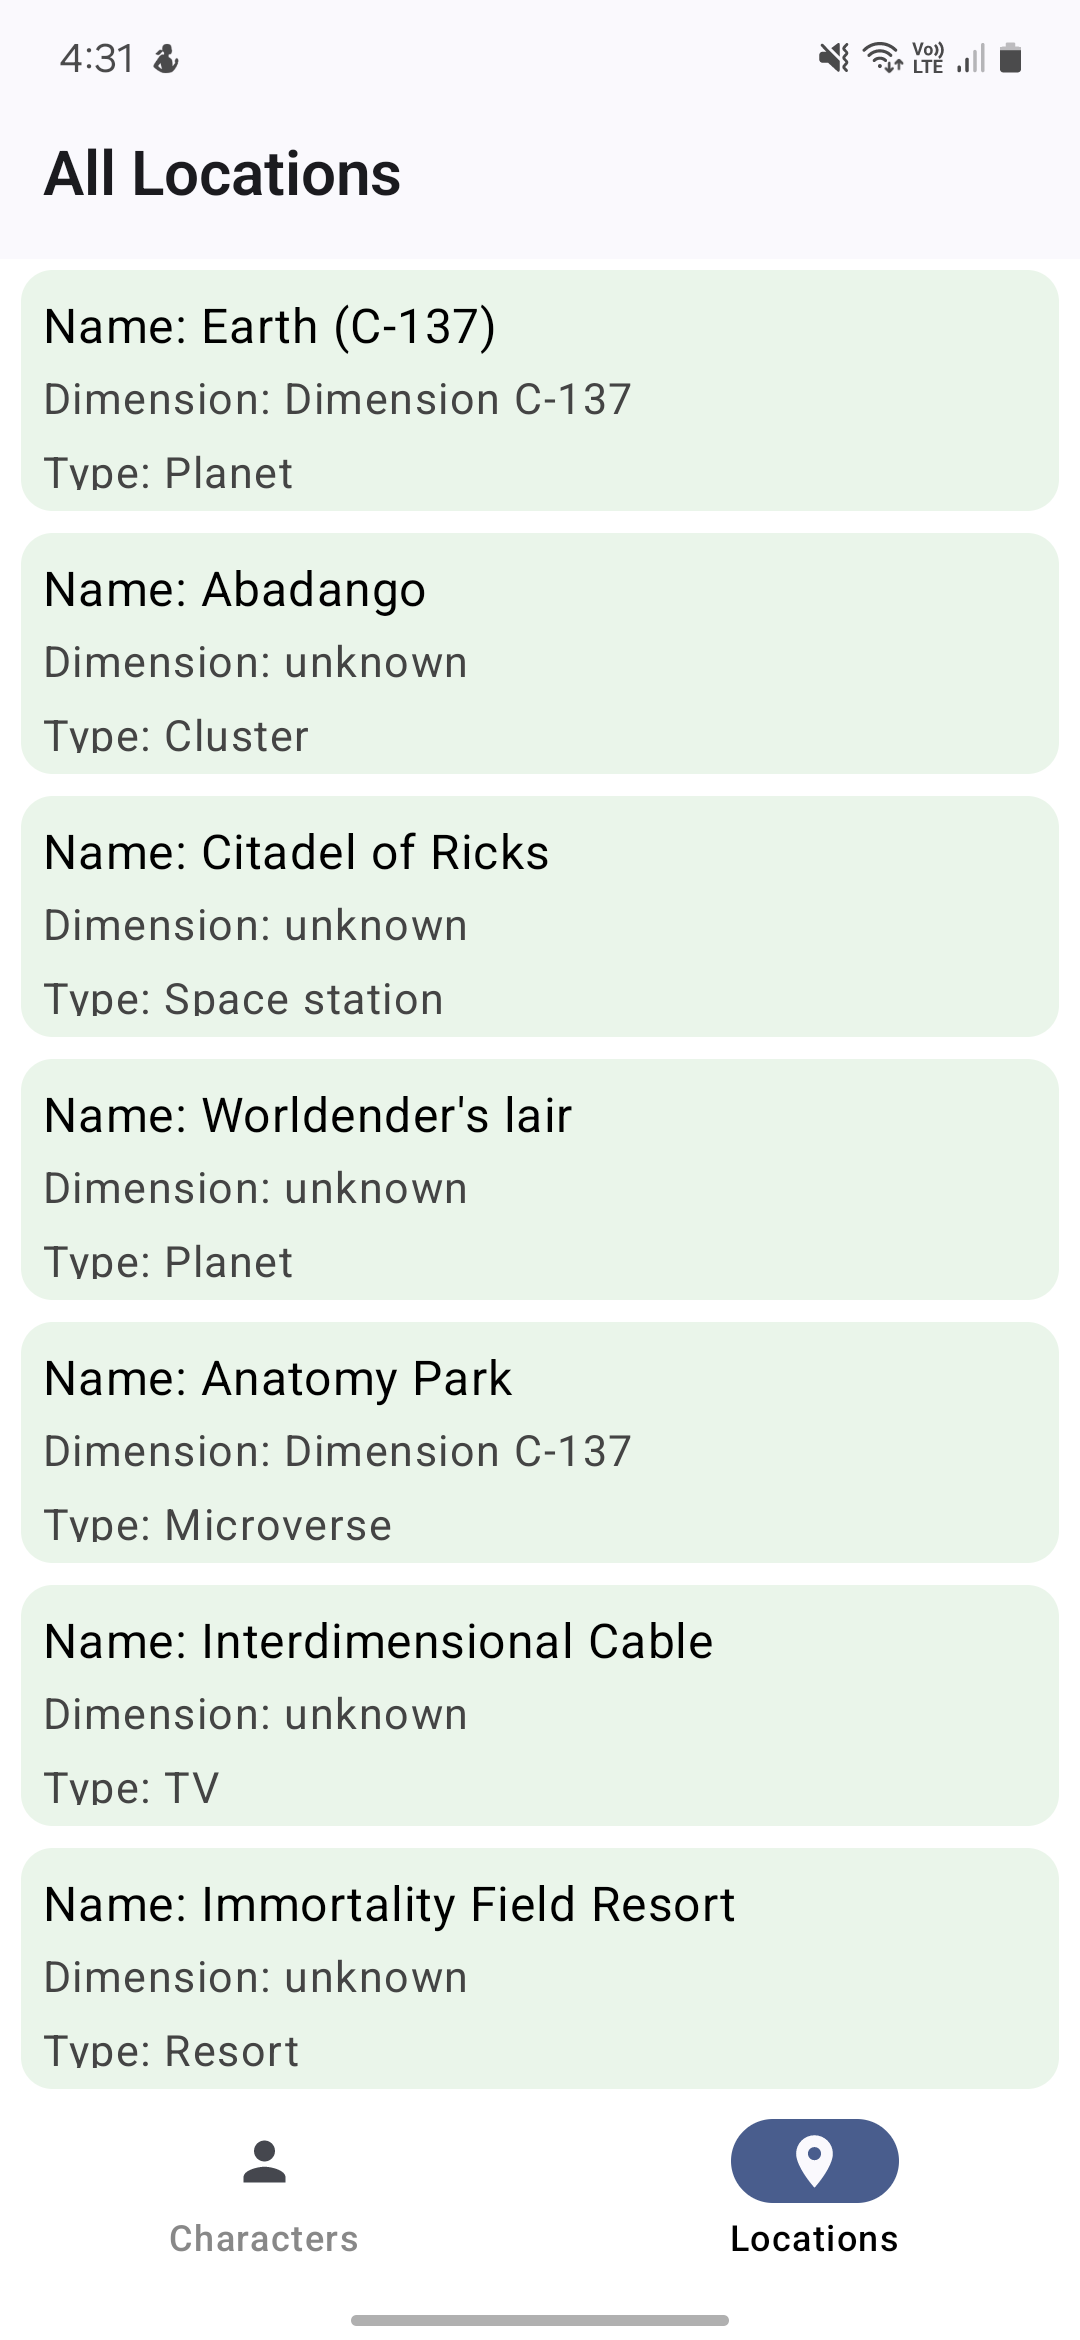 4:31
Vo)) LTE
All Locations
Name: Earth (C-137)
Dimension: Dimension C-137
Type: Planet
Name: Abadango
Dimension: unknown
Type: Cluster
Name: Citadel of Ricks
Dimension: unknown
Type: Space station
Name: Worldender's lair
Dimension: unknown
Type: Planet
Name: Anatomy Park
Dimension: Dimension C-137
Type: Microverse
Name: Interdimensional Cable
Dimension: unknown
Type: TV
Name: Immortality Field Resort
Dimension: unknown
Type: Resort
Characters
Locations